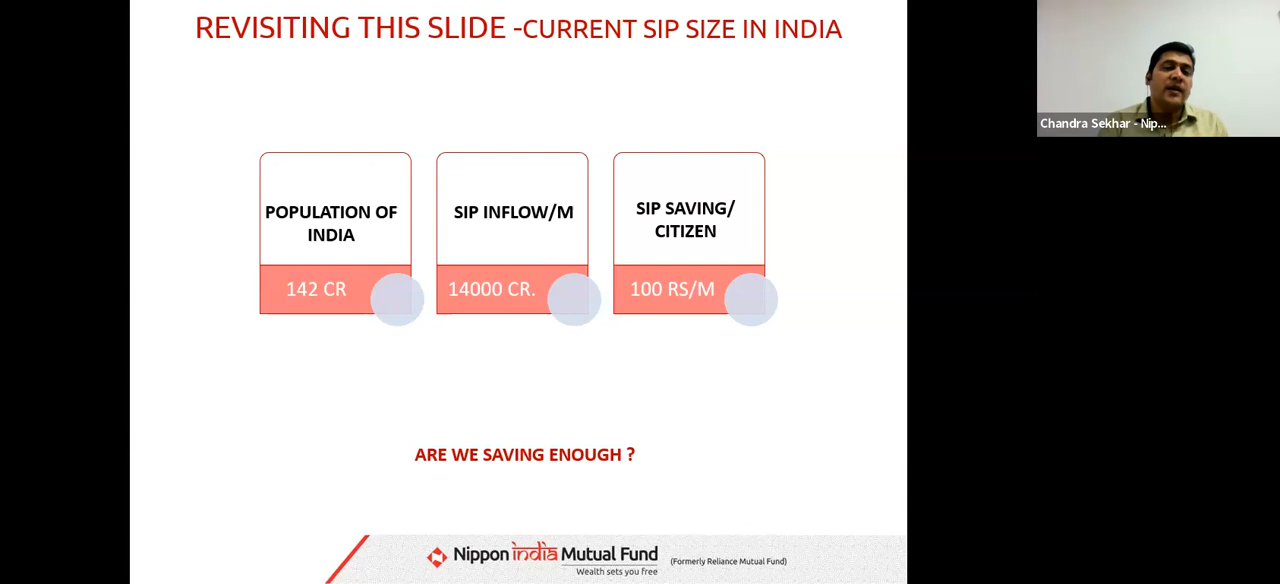 REVISITING THIS SLIDE -CURRENT SIP SIZE IN INDIA
Chandra Sekhar - Nip...
POPULATION OF
INDIA
142 CR
SIP INFLOW/M
14000 CR.
SIP SAVING/
CITIZEN
100 RS/M
ARE WE SAVING ENOUGH ?
Nippon india Mutual Fund
Wealth sets you free
(Formerly Reliance Mutual Fund)